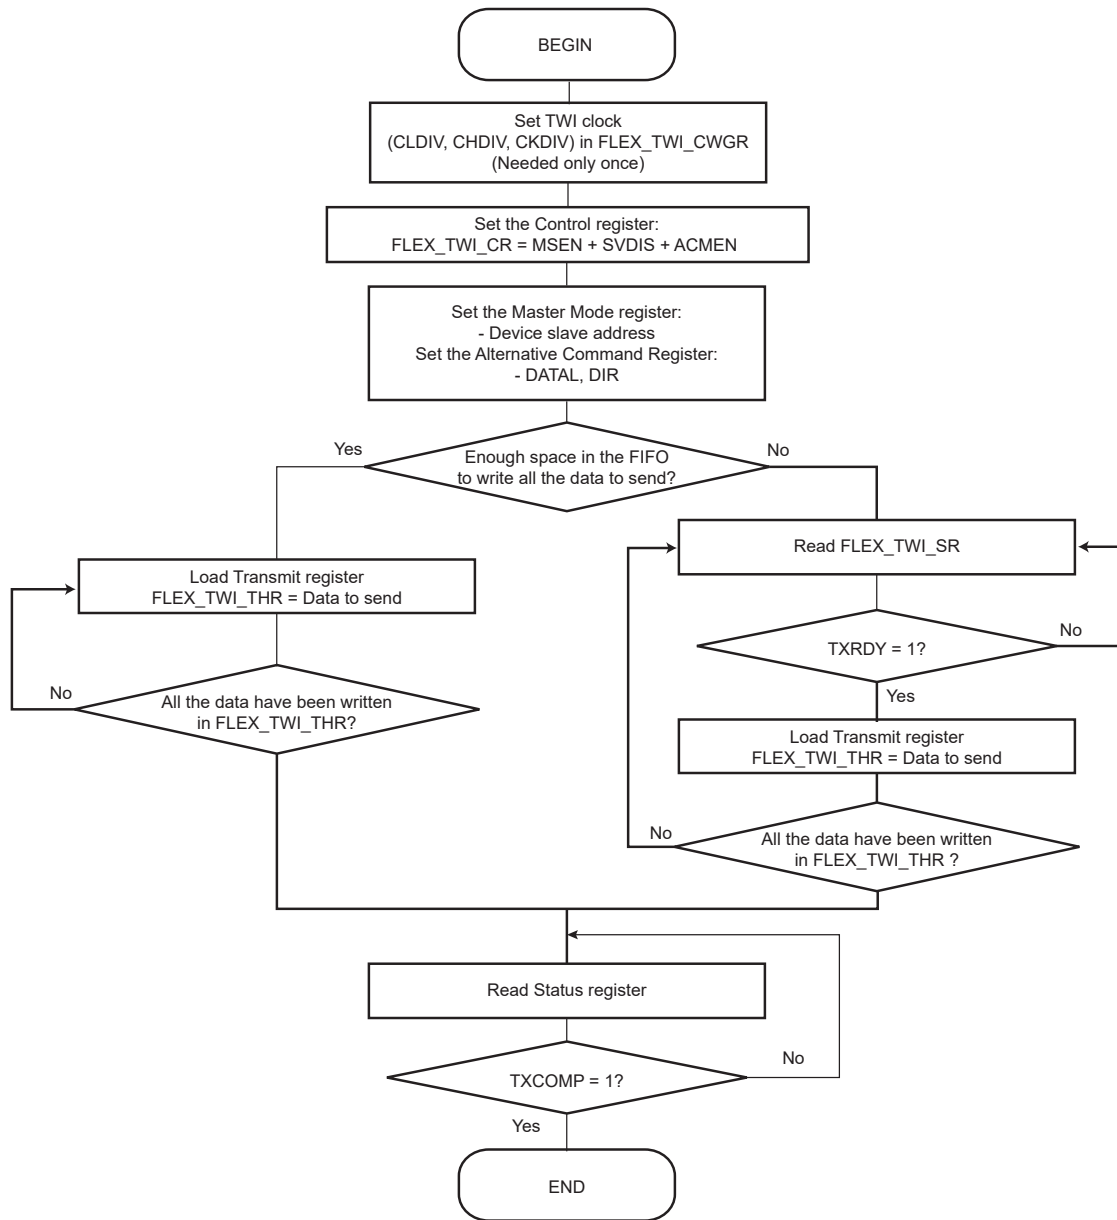 BEGIN
Set TWI clock
(CLDIV, CHDIV, CKDIV) in FLEX_TWI_CWGR
(Needed only once)
Set the Control register:
FLEX_TWI_CR = MSEN + SVDIS + ACMEN
Set the Master Mode register:
- Device slave address
Set the Alternative Command Register:
- DATAL, DIR
Yes
Enough space in the FIFO
to write all the data to send?
No
Load Transmit register
FLEX_TWI_THR = Data to send
No
All the data have been written
in FLEX_TWI_THR?
Read FLEX_TWI_SR
TXRDY = 1?
No
Yes
Load Transmit register
FLEX_TWI_THR = Data to send
No
All the data have been written
in FLEX_TWI_THR ?
Read Status register
TXCOMP = 1?
No
Yes
END